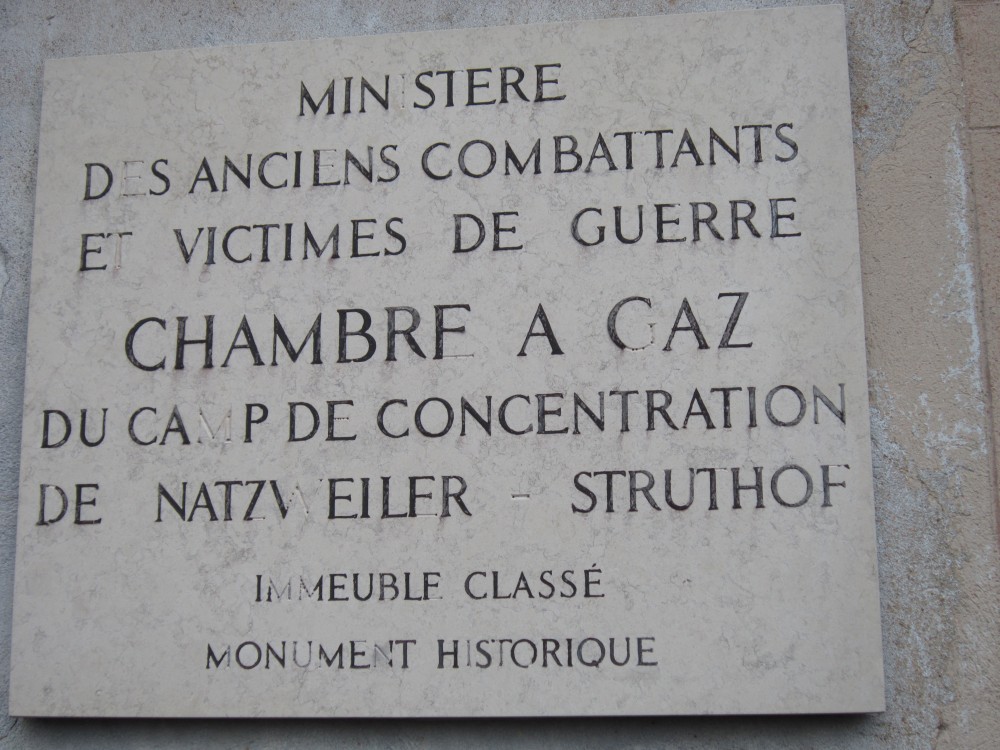 MINISTERE
DES ANCIENS COMBATTANTS
ET VICTIMES DE GUERRE
CHAMBRE A GAZ
DU CAMP DE CONCENTRATION
DE NATZWEILER - STRUTHOF
IMMEUBLE CLASSÉ
MONUMENT HISTORIQUE